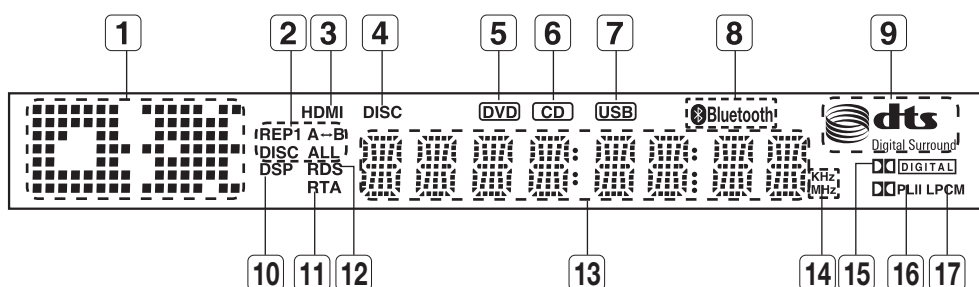 1 2 3 4 5 6 7 8 9
HDMI DISC DVD CD USB Bluetooth dts
REP1 A↔B
Digital Surround
DISC ALL
DSP RDS
DIGITAL
KHz
RTA
MHz
PLII LPCM
10 11 12 13 14 15 16 17